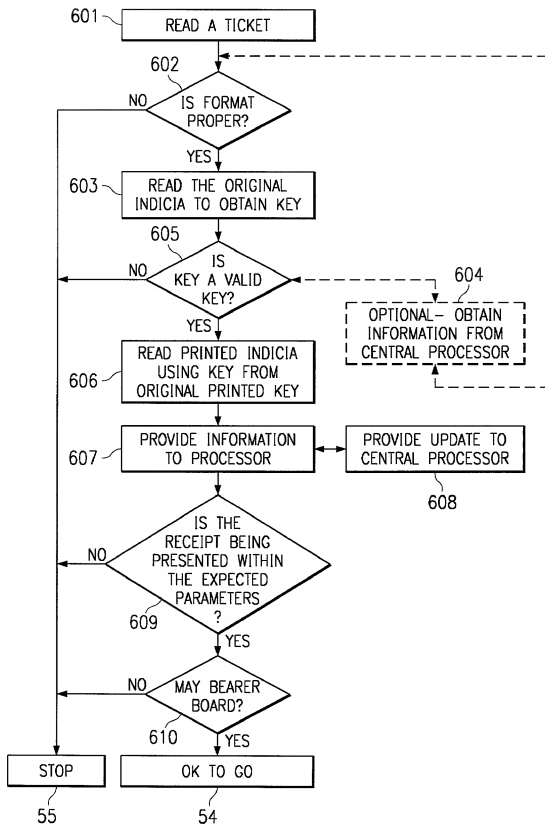 601
READ A TICKET
602
NO
IS FORMAT
PROPER?
YES
603
READ THE ORIGINAL
INDICIA TO OBTAIN KEY
605
NO
IS
KEY A VALID
KEY?
YES
604
OPTIONAL- OBTAIN
INFORMATION FROM
CENTRAL PROCESSOR
606
READ PRINTED INDICIA
USING KEY FROM
ORIGINAL PRINTED KEY
607
PROVIDE INFORMATION
TO PROCESSOR
PROVIDE UPDATE TO
CENTRAL PROCESSOR
608
NO
IS THE
RECEIPT BEING
PRESENTED WITHIN
THE EXPECTED
PARAMETERS
?
609
YES
NO
MAY BEARER
BOARD?
610
YES
STOP
55
OK TO GO
54